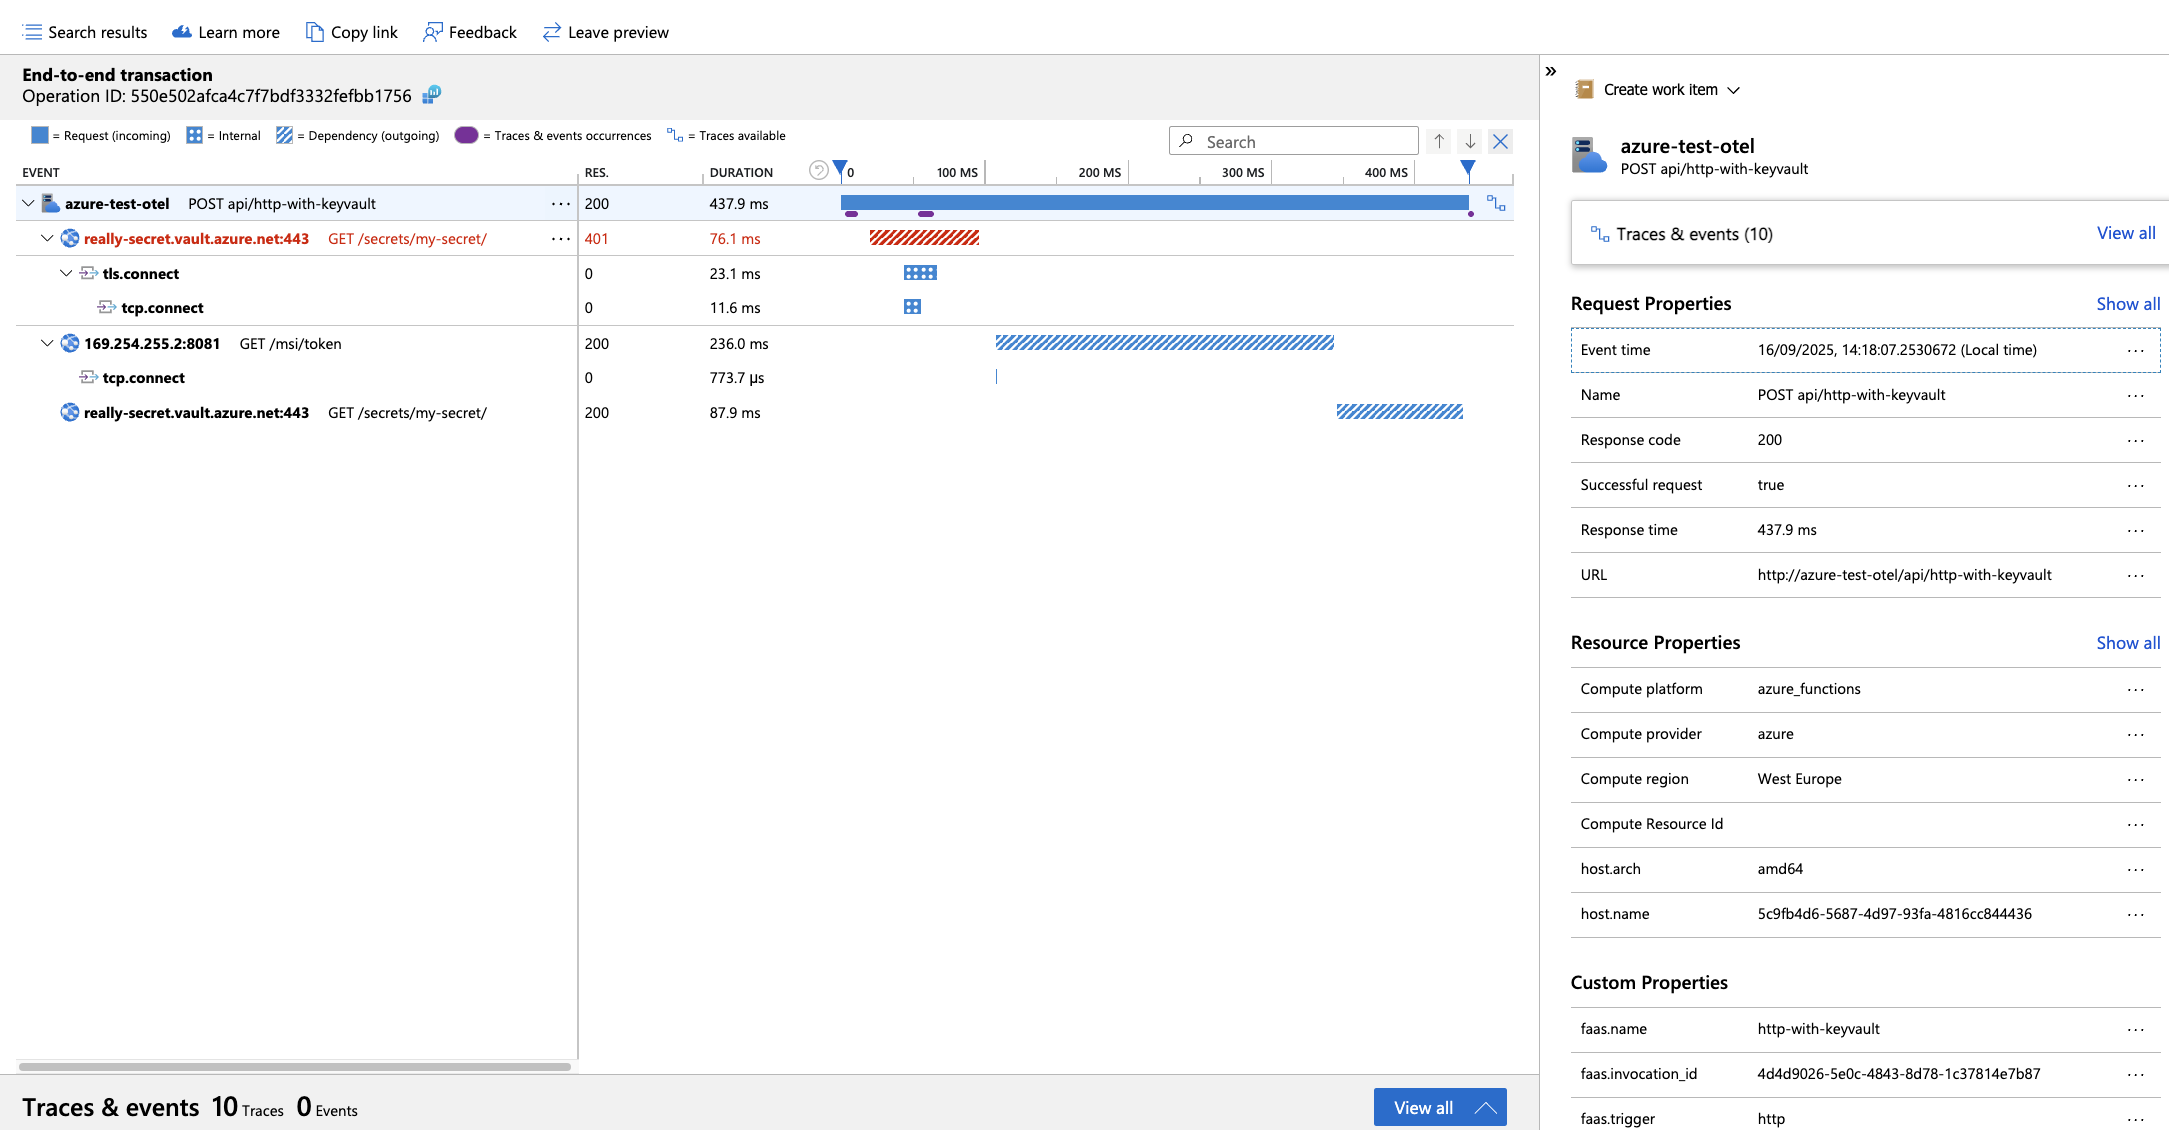 Search results Learn more Copy link Feedback Leave preview
End-to-end transaction
Operation ID: 550e502afca4c7f7bdf3332fefbb1756
= Request (incoming) = Internal = Dependency (outgoing) = Traces & events occurrences = Traces available
Search
EVENT RES. DURATION 0 100 MS 200 MS 300 MS 400 MS
azure-test-otel POST api/http-with-keyvault ... 200 437.9 ms
really-secret.vault.azure.net:443 GET /secrets/my-secret/ ... 401 76.1 ms
tls.connect 0 23.1 ms
tcp.connect 0 11.6 ms
169.254.255.2:8081 GET /msi/token 200 236.0 ms
tcp.connect 0 773.7 µs
really-secret.vault.azure.net:443 GET /secrets/my-secret/ 200 87.9 ms
Traces & events 10 Traces 0 Events
View all
Create work item
azure-test-otel
POST api/http-with-keyvault
Traces & events (10) View all
Request Properties Show all
Event time 16/09/2025, 14:18:07.2530672 (Local time) ...
Name POST api/http-with-keyvault ...
Response code 200 ...
Successful request true ...
Response time 437.9 ms ...
URL http://azure-test-otel/api/http-with-keyvault ...
Resource Properties Show all
Compute platform azure_functions ...
Compute provider azure ...
Compute region West Europe ...
Compute Resource Id ...
host.arch amd64 ...
host.name 5c9fb4d6-5687-4d97-93fa-4816cc844436 ...
Custom Properties
faas.name http-with-keyvault ...
faas.invocation_id 4d4d9026-5e0c-4843-8d78-1c37814e7b87 ...
faas.trigger http ...